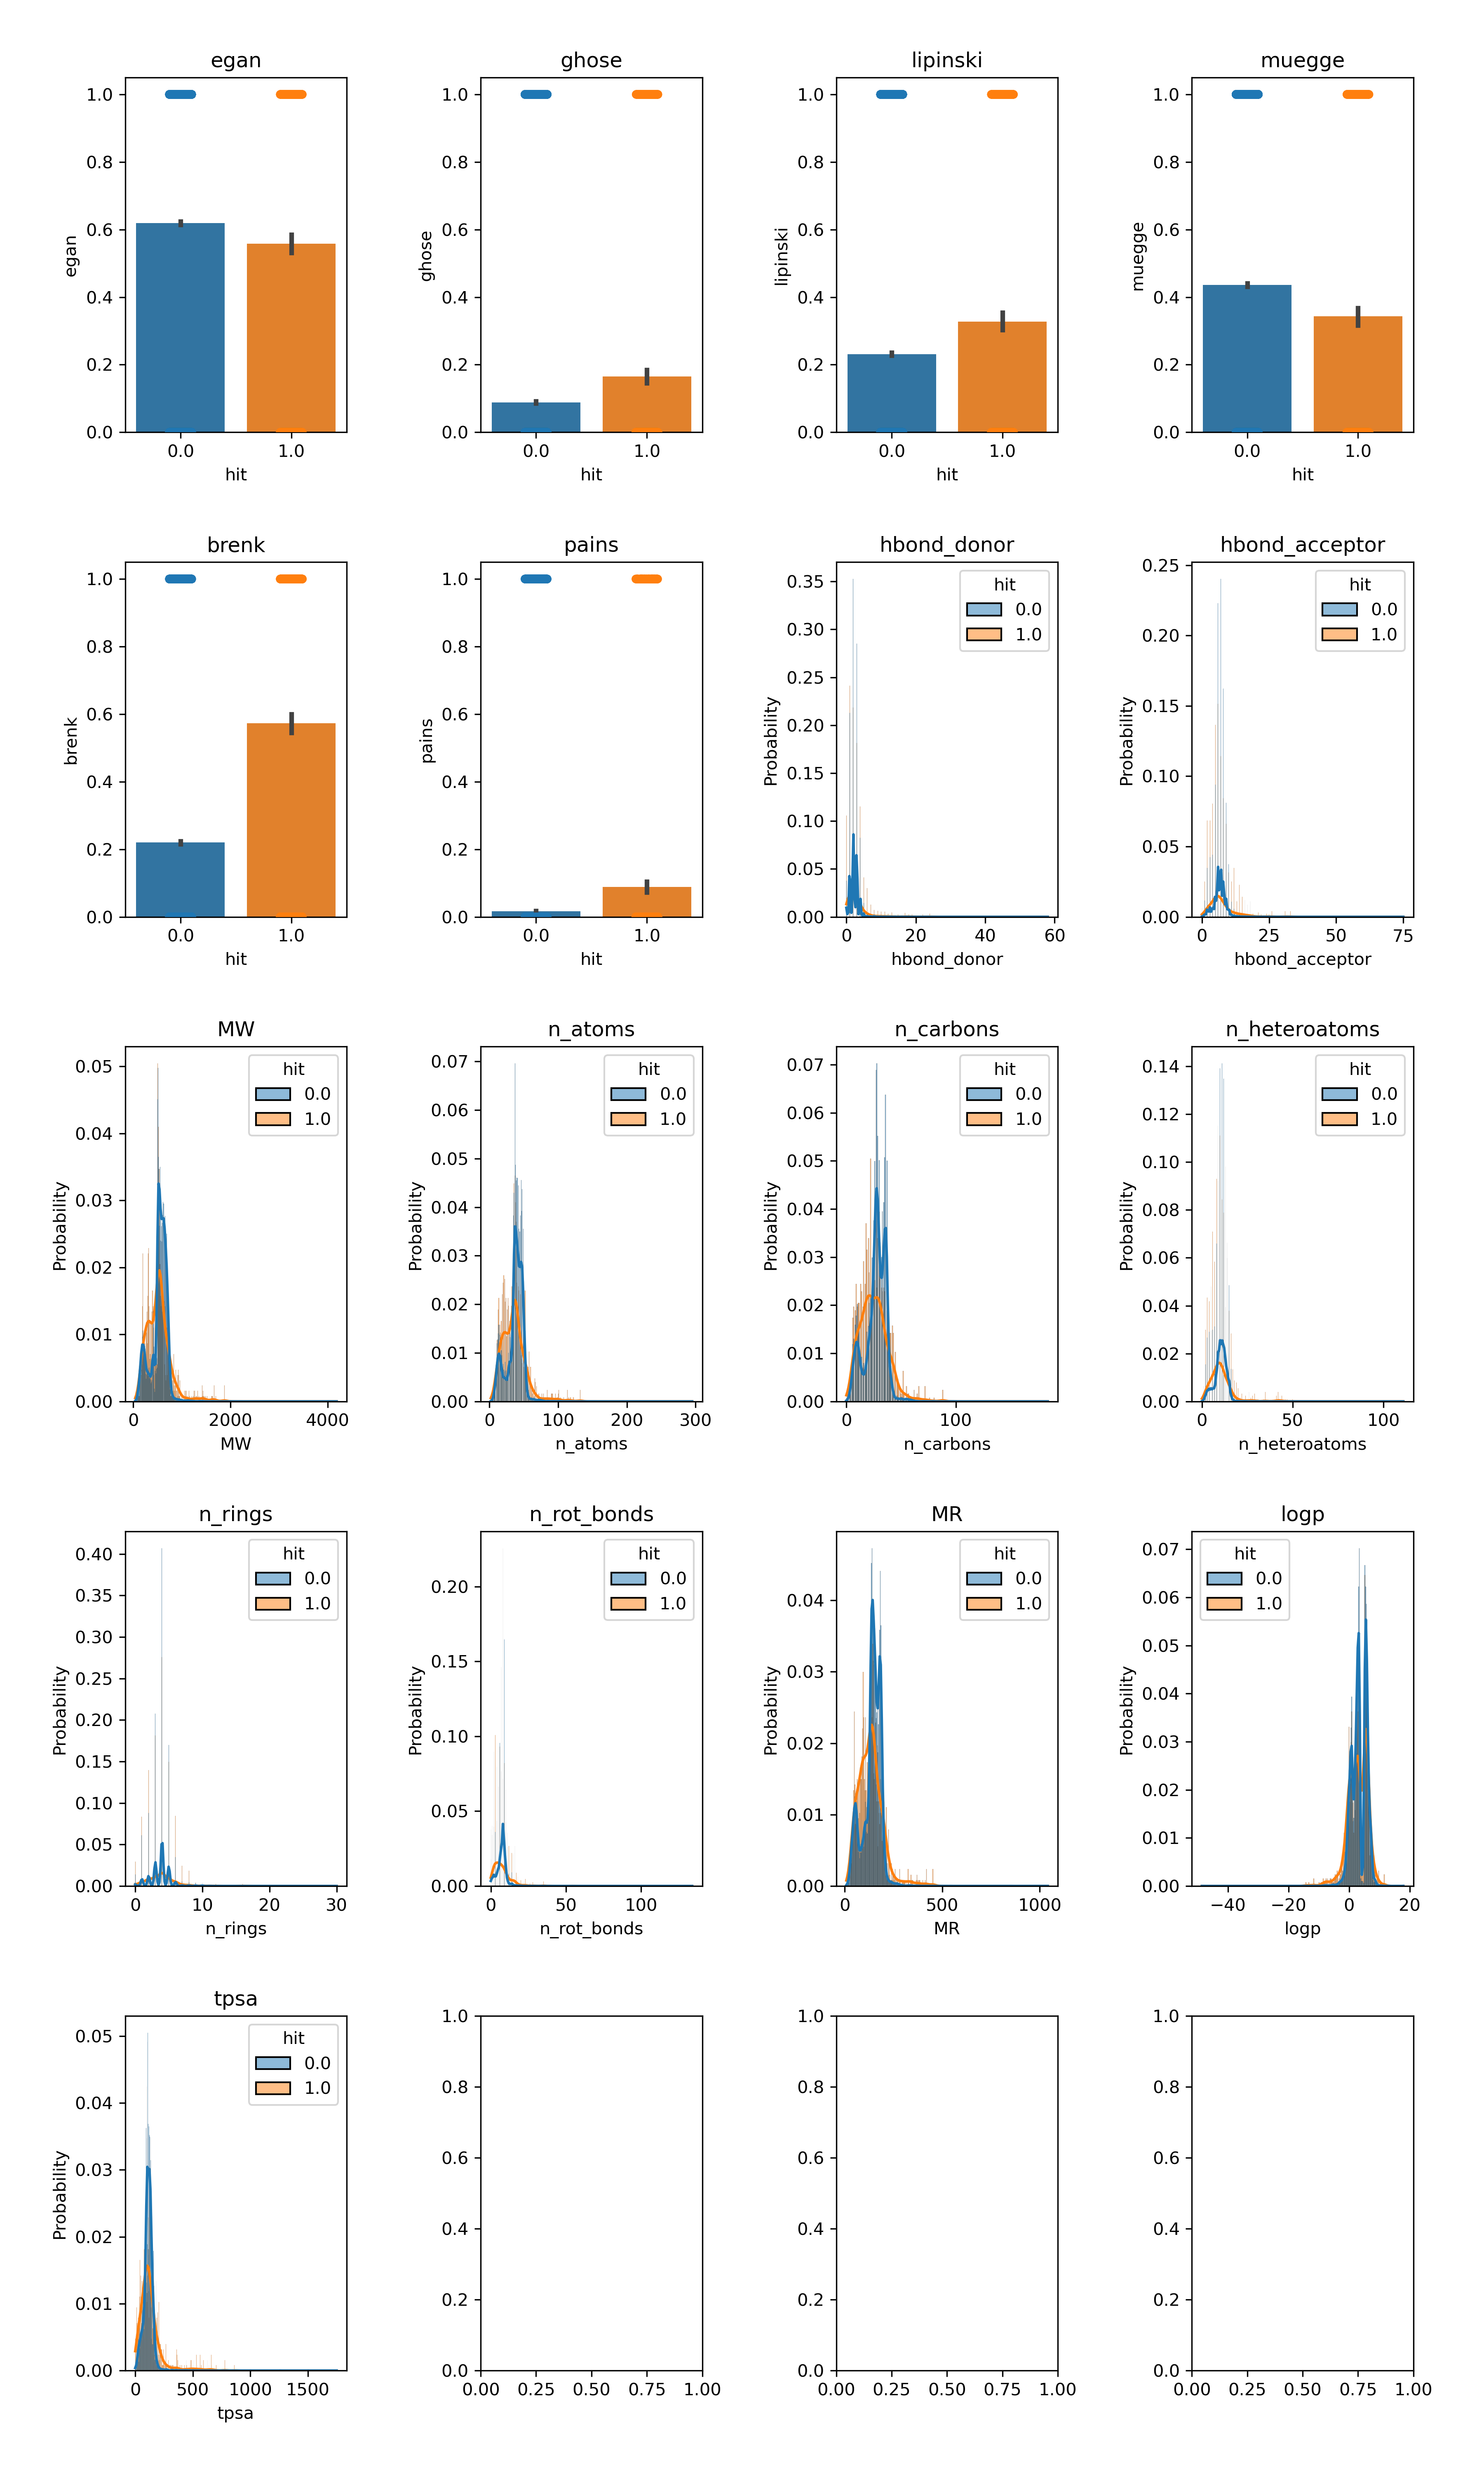 egan ghose lipinski muegge
1.0 1.0 1.0 1.0
0.8 0.8 0.8 0.8
0.6 0.6 0.6 0.6
egan ghose lipinski muegge
0.4 0.4 0.4 0.4
0.2 0.2 0.2 0.2
0.0 0.0 0.0 0.0
0.0 1.0 0.0 1.0 0.0 1.0 0.0 1.0
hit hit hit hit
brenk pains hbond_donor hbond_acceptor
1.0 1.0 0.35 0.25
hit 0.0 1.0 hit 0.0 1.0
0.8 0.8 0.30 0.20
0.6 0.6 0.25 0.15
brenk pains Probability Probability
0.4 0.4 0.20 0.10
0.2 0.2 0.15 0.05
0.0 0.0 0.10 0.00
0.05
0.00
0.0 1.0 0.0 1.0 0 20 40 60 0 25 50 75
hit hit hbond_donor hbond_acceptor
MW n_atoms n_carbons n_heteroatoms
hit 0.0 1.0 hit 0.0 1.0 hit 0.0 1.0 hit 0.0 1.0
0.05 0.07 0.07 0.14
0.04 0.06 0.06 0.12
0.03 0.05 0.05 0.10
Probability Probability Probability Probability
0.02 0.04 0.04 0.08
0.01 0.03 0.03 0.06
0.00 0.02 0.02 0.04
0.01 0.01 0.02
0.00 0.00 0.00
0 2000 4000 0 100 200 300 0 100 0 50 100
MW n_atoms n_carbons n_heteroatoms
n_rings n_rot_bonds MR logp
hit 0.0 1.0 hit 0.0 1.0 hit 0.0 1.0 hit 0.0 1.0
0.40 0.20 0.04 0.07
0.35 0.15 0.03 0.06
0.30 0.10 0.02 0.05
Probability Probability Probability Probability
0.25 0.05 0.01 0.04
0.20 0.00 0.00 0.03
0.15 0.02
0.10 0.01
0.05 0.00
0.00
0 10 20 30 0 50 100 0 500 1000 −40 −20 0 20
n_rings n_rot_bonds MR logp
tpsa
hit 0.0 1.0
0.05 1.0 1.0 1.0
0.04 0.8 0.8 0.8
0.03 0.6 0.6 0.6
Probability
0.02 0.4 0.4 0.4
0.01 0.2 0.2 0.2
0.00 0.0 0.0 0.0
0 500 1000 1500 0.00 0.25 0.50 0.75 1.00 0.00 0.25 0.50 0.75 1.00 0.00 0.25 0.50 0.75 1.00
tpsa